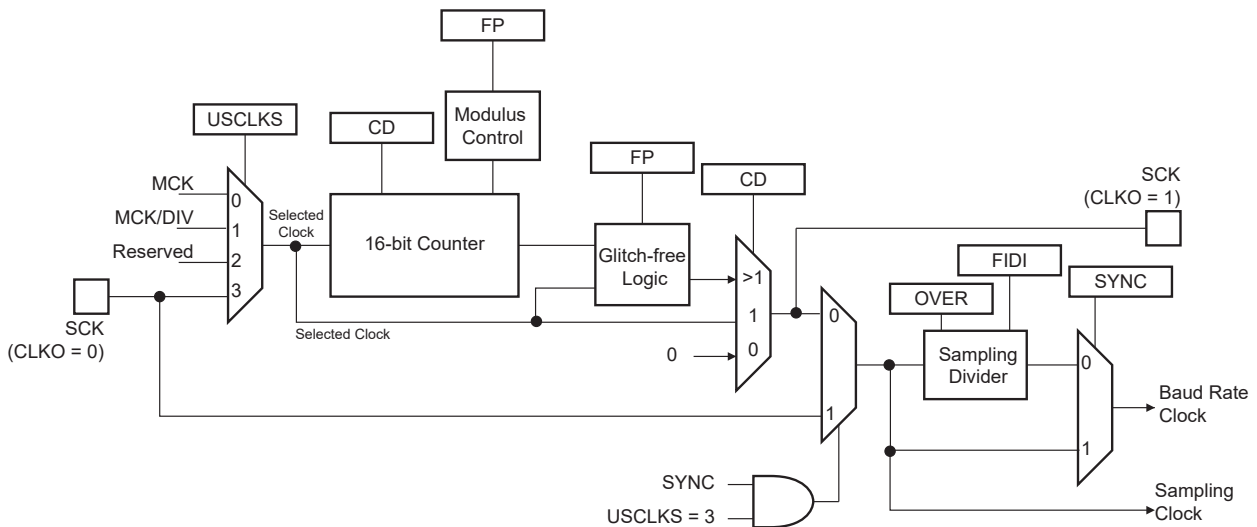 FP
USCLKS
CD
Modulus
Control
FP
CD
SCK
(CLKO = 1)
MCK
0
MCK/DIV
1
Reserved
2
3
Selected
Clock
16-bit Counter
Glitch-free
Logic
>1
1
0
0
FIDI
OVER
SYNC
SCK
(CLKO = 0)
Selected Clock
0
1
Sampling
Divider
0
1
Baud Rate
Clock
SYNC
USCLKS = 3
Sampling
Clock